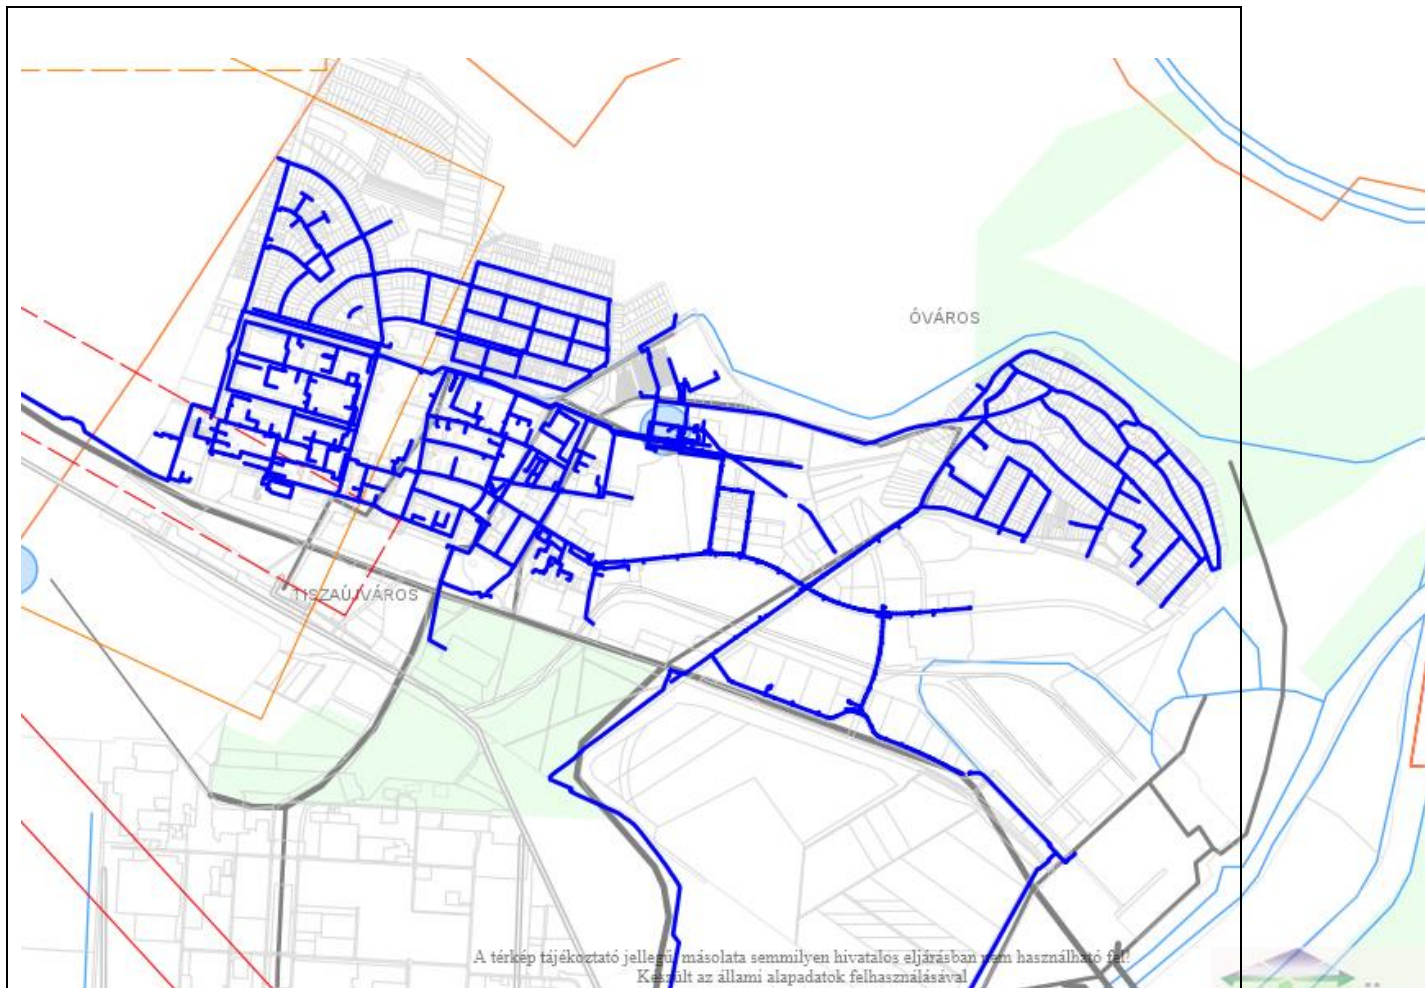 ÓVÁROS
TISZAÚJVÁROS
A térkép tájékoztató jellegű, másolata semmilyen hivatalos eljárásban nem használható fel!
Készült az állami alapadatok felhasználásával